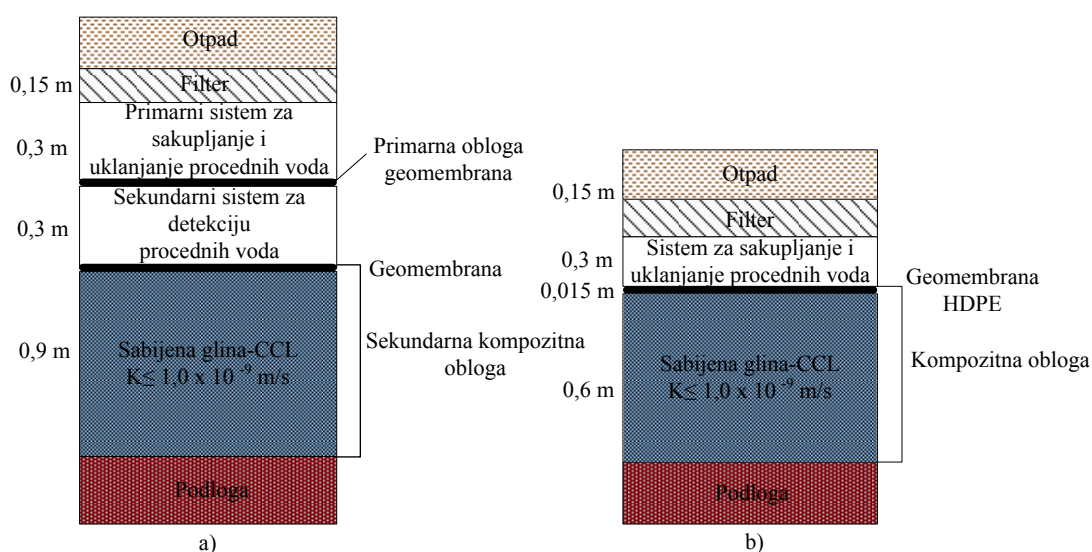 Otpad
0,15 m
Filter
0,3 m
Primarni sistem za
sakupljanje i
uklanjanje procednih voda
Primarna obloga
geomembrana
0,3 m
Sekundarni sistem za
detekciju
procednih voda
Geomembrana
0,9 m
Sabijena glina-CCL
K≤ 1,0 x 10 -9 m/s
Sekundarna kompozitna
obloga
Podloga
a)
Otpad
0,15 m
Filter
0,3 m
Sistem za sakupljanje i
uklanjanje procednih voda
0,015 m
Geomembrana
HDPE
Sabijena glina-CCL
K≤ 1,0 x 10 -9 m/s
0,6 m
Kompozitna obloga
Podloga
b)